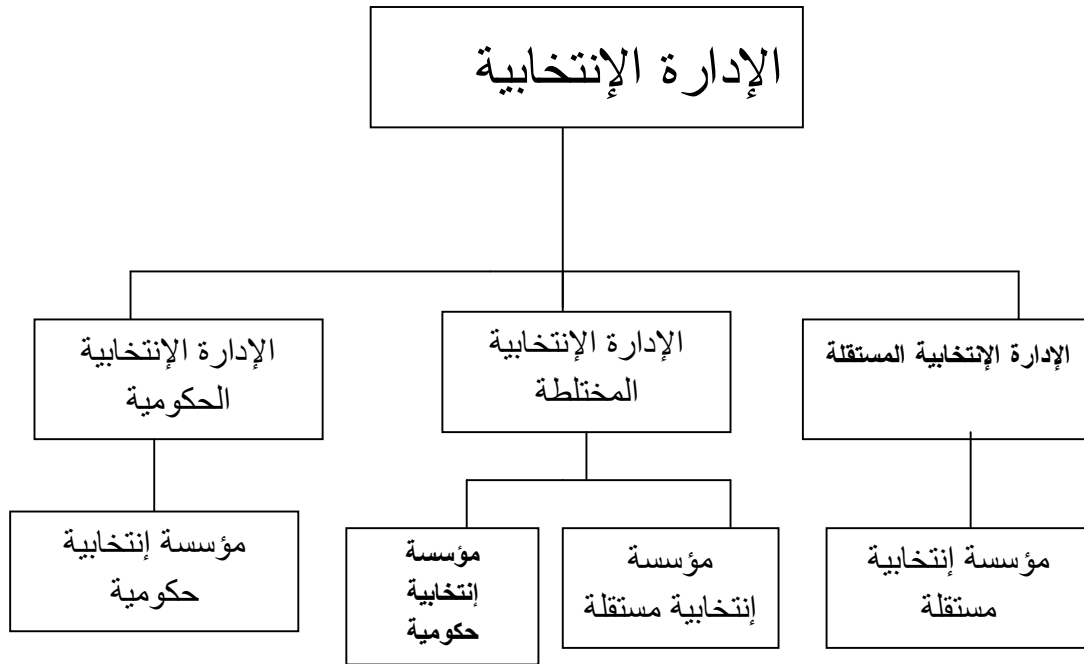 الإدارة الإنتخابية
الإدارة الإنتخابية المستقلة
الإدارة الإنتخابية
المختلطة
الإدارة الإنتخابية
الحكومية
مؤسسة إنتخابية
مستقلة
مؤسسة
إنتخابية مستقلة
مؤسسة
إنتخابية
حكومية
مؤسسة إنتخابية
حكومية